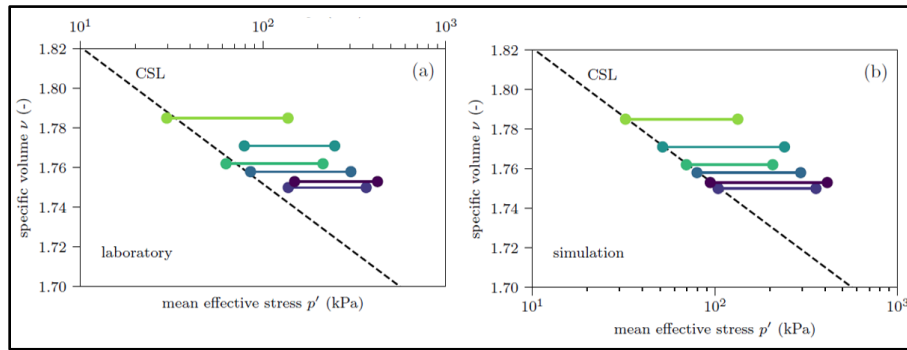 10¹ 10² 10³
1.82
1.80
1.78
1.76
1.74
1.72
1.70
specific volume ν (-)
CSL
(a)
laboratory
mean effective stress p′ (kPa)
1.82
1.80
1.78
1.76
1.74
1.72
1.70
specific volume ν (-)
CSL
(b)
simulation
10¹ 10² 10³
mean effective stress p′ (kPa)